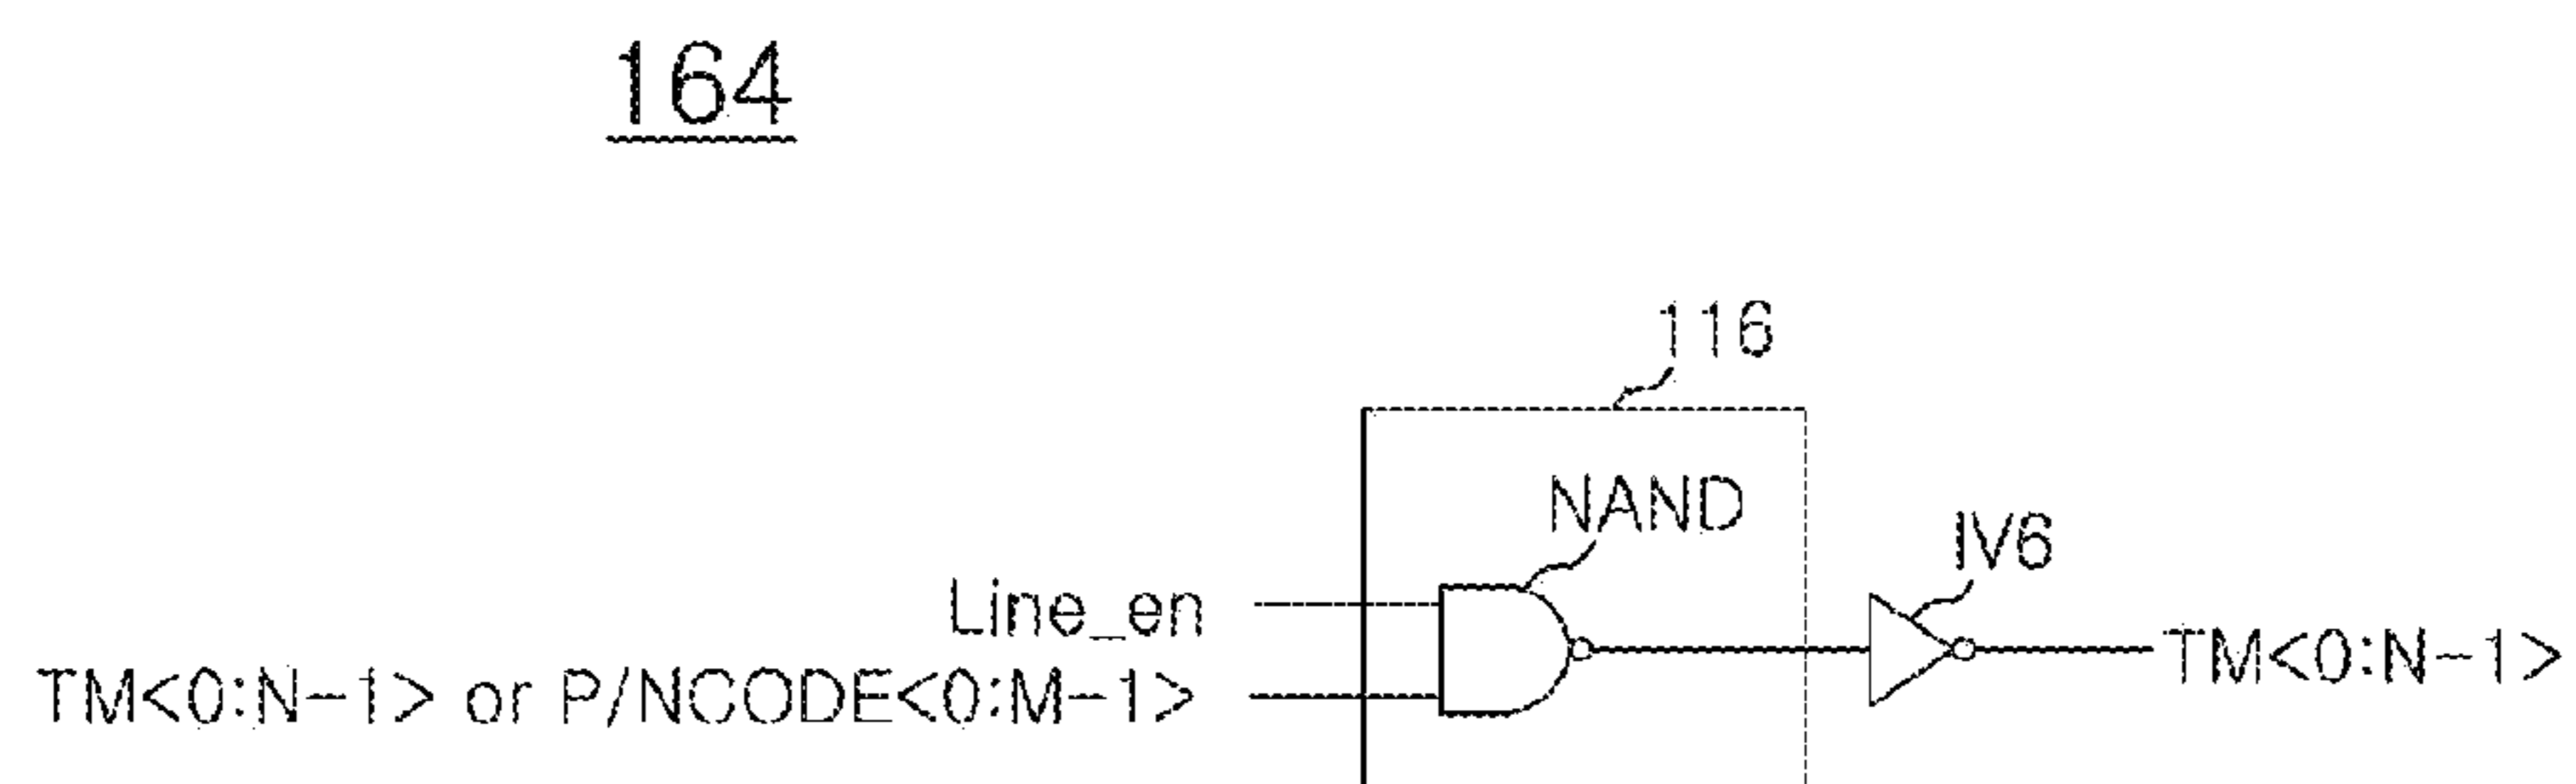 164
116
NAND
IV6
Line_en
TM<0:N-1> or P/NCODE<0:M-1>
TM<0:N-1>